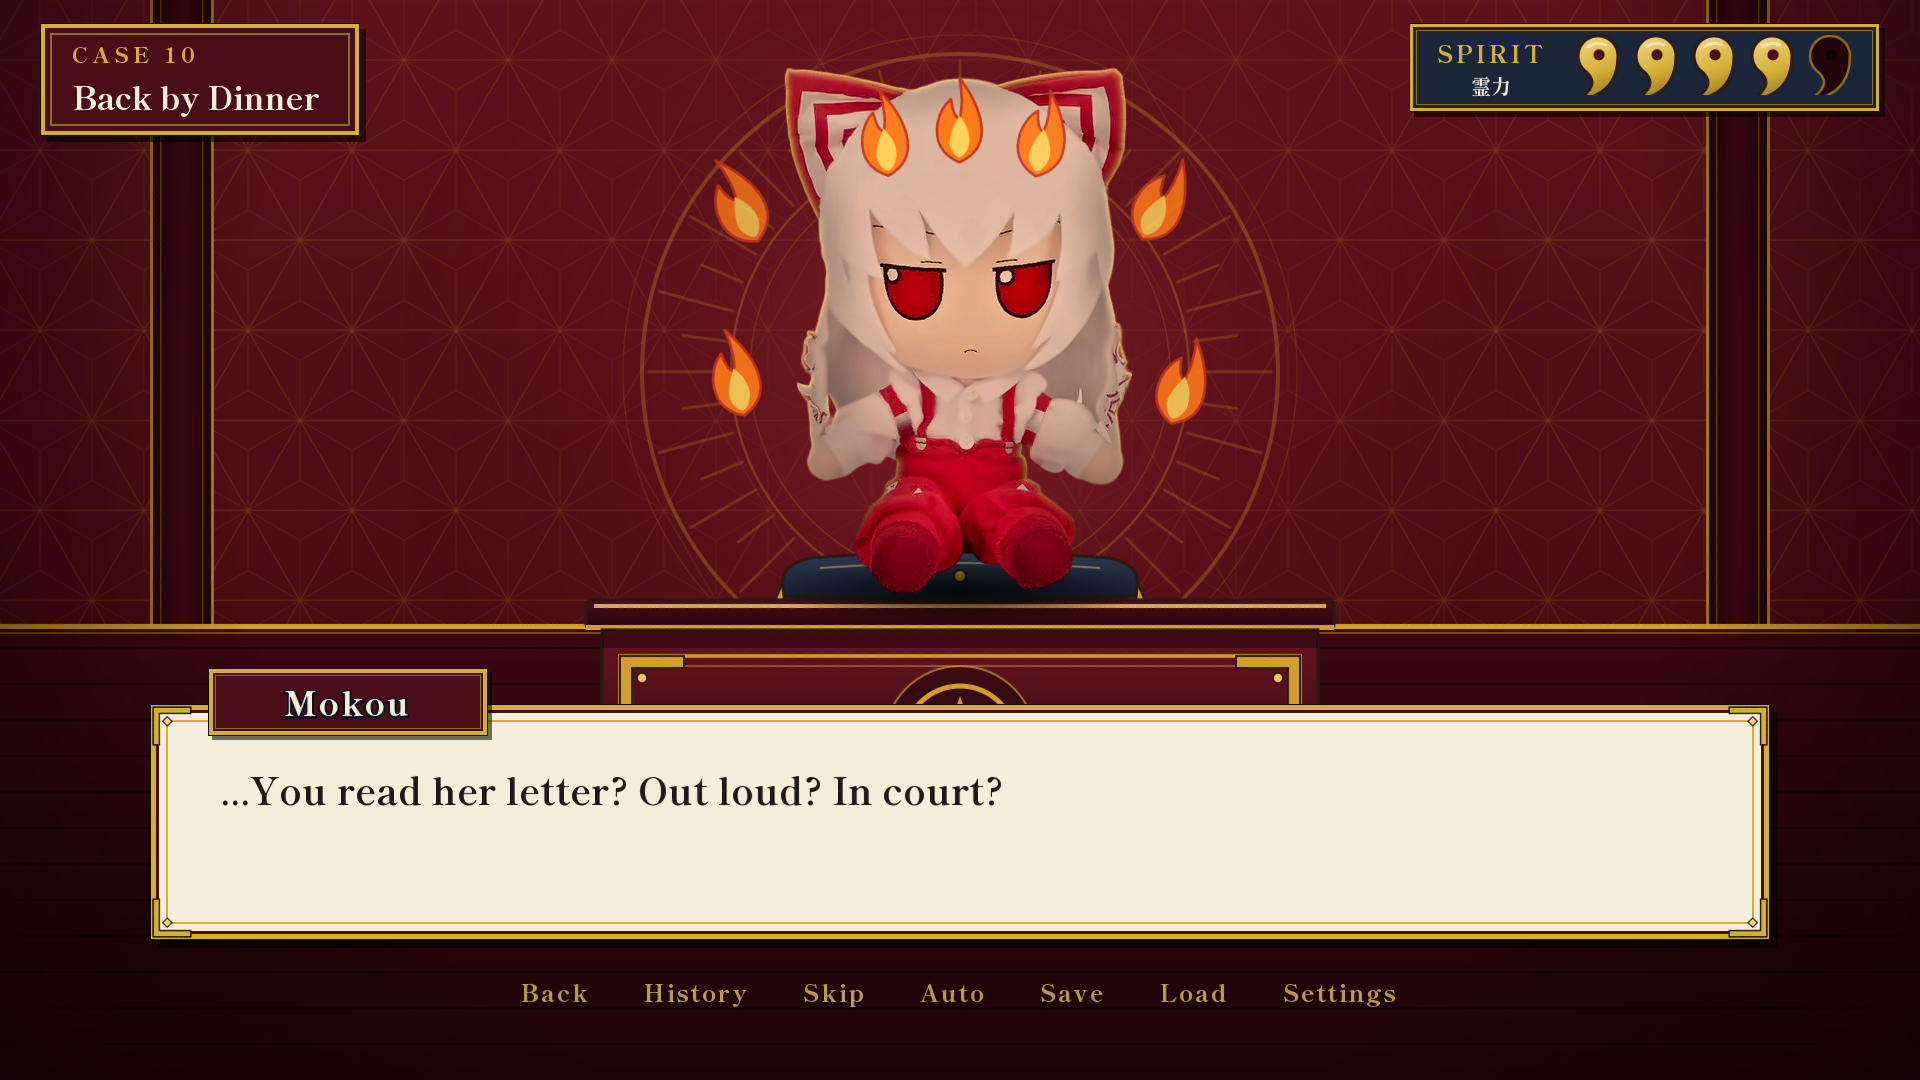 CASE 10
Back by Dinner
SPIRIT
霊力
Mokou
...You read her letter? Out loud? In court?
Back
History
Skip
Auto
Save
Load
Settings